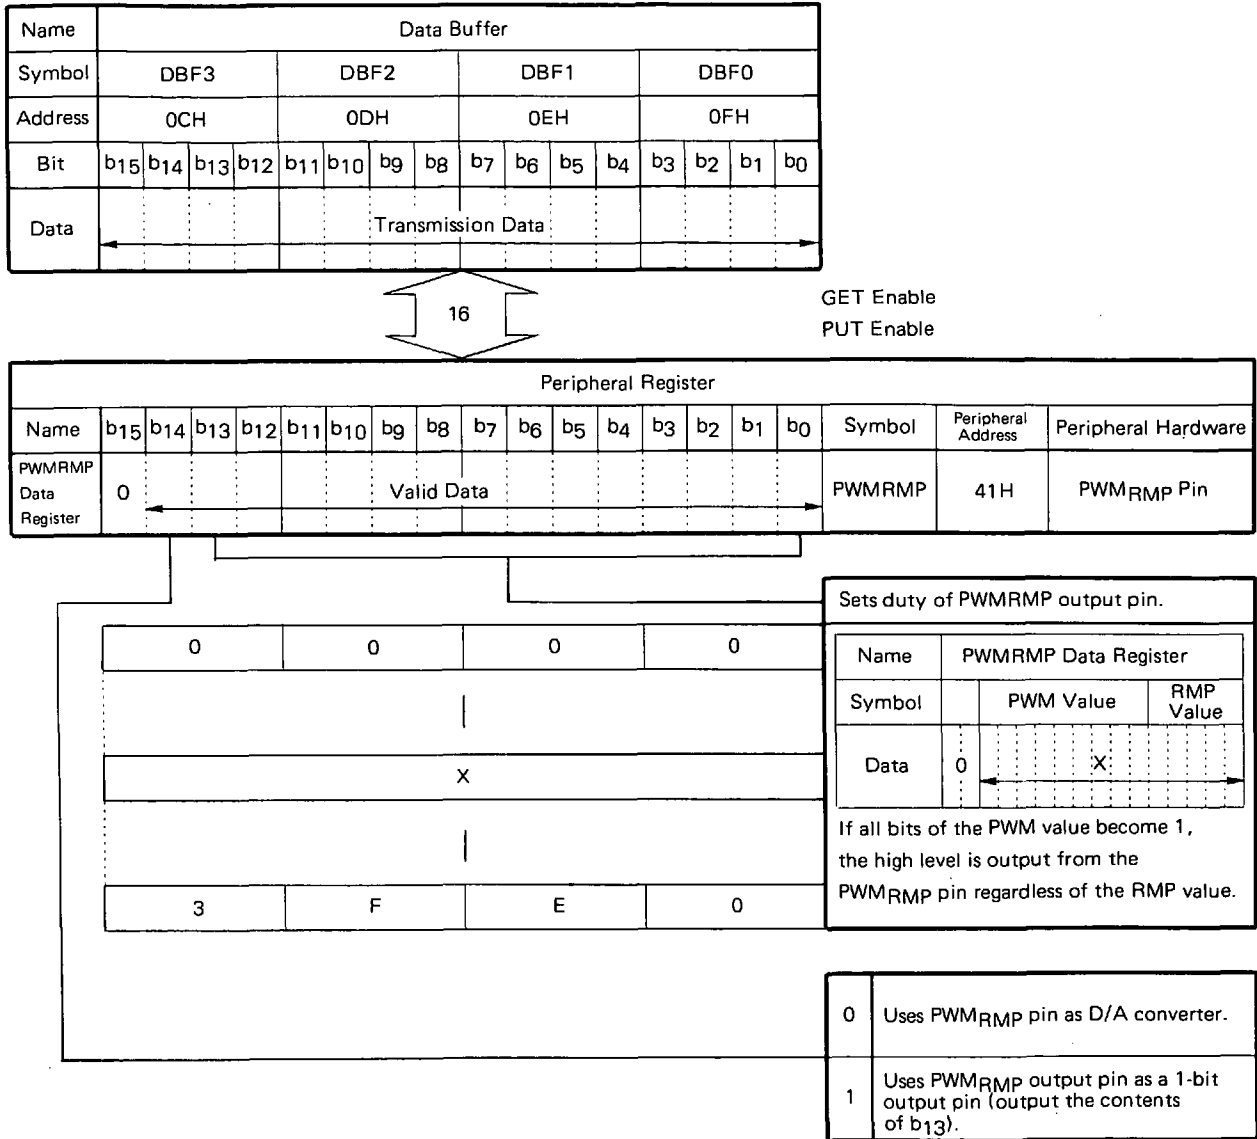 Name Data Buffer
Symbol DBF3 DBF2 DBF1 DBF0
Address 0CH 0DH 0EH 0FH
Bit b15 b14 b13 b12 b11 b10 b9 b8 b7 b6 b5 b4 b3 b2 b1 b0
Data Transmission Data
16
GET Enable
PUT Enable
Peripheral Register
Name b15 b14 b13 b12 b11 b10 b9 b8 b7 b6 b5 b4 b3 b2 b1 b0 Symbol Peripheral Address Peripheral Hardware
PWMRMP
Data
Register
0 Valid Data PWMRMP 41H PWMRMP Pin
Sets duty of PWMRMP output pin.
0 0 0 0
Name PWMRMP Data Register
Symbol PWM Value RMP Value
Data 0 X
X
If all bits of the PWM value become 1,
the high level is output from the
PWMRMP pin regardless of the RMP value.
3 F E 0
0 Uses PWMRMP pin as D/A converter.
1 Uses PWMRMP output pin as a 1-bit
output pin (output the contents
of b13).